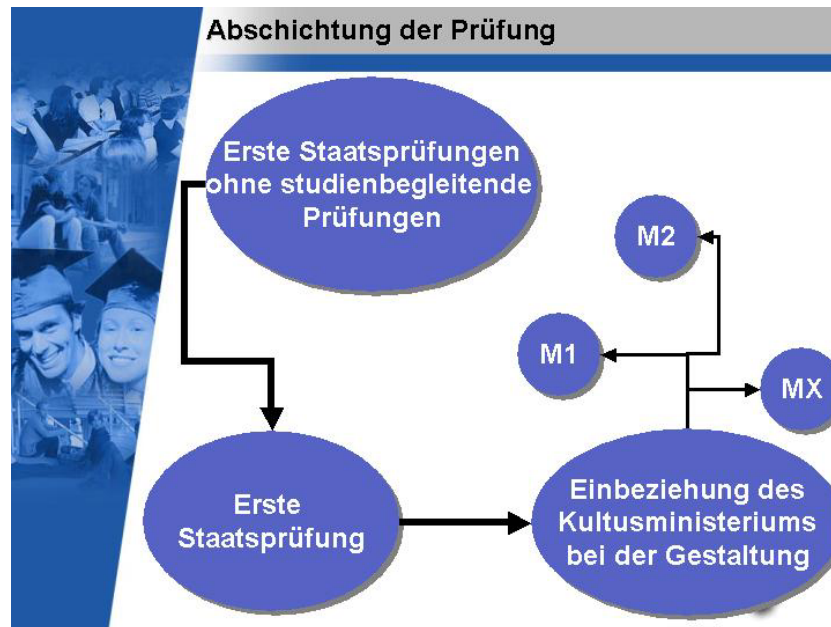 Abschichtung der Prüfung
Erste Staatsprüfungen
ohne studienbegleitende
Prüfungen
M2
M1
MX
Erste
Staatsprüfung
Einbeziehung des
Kultusministeriums
bei der Gestaltung